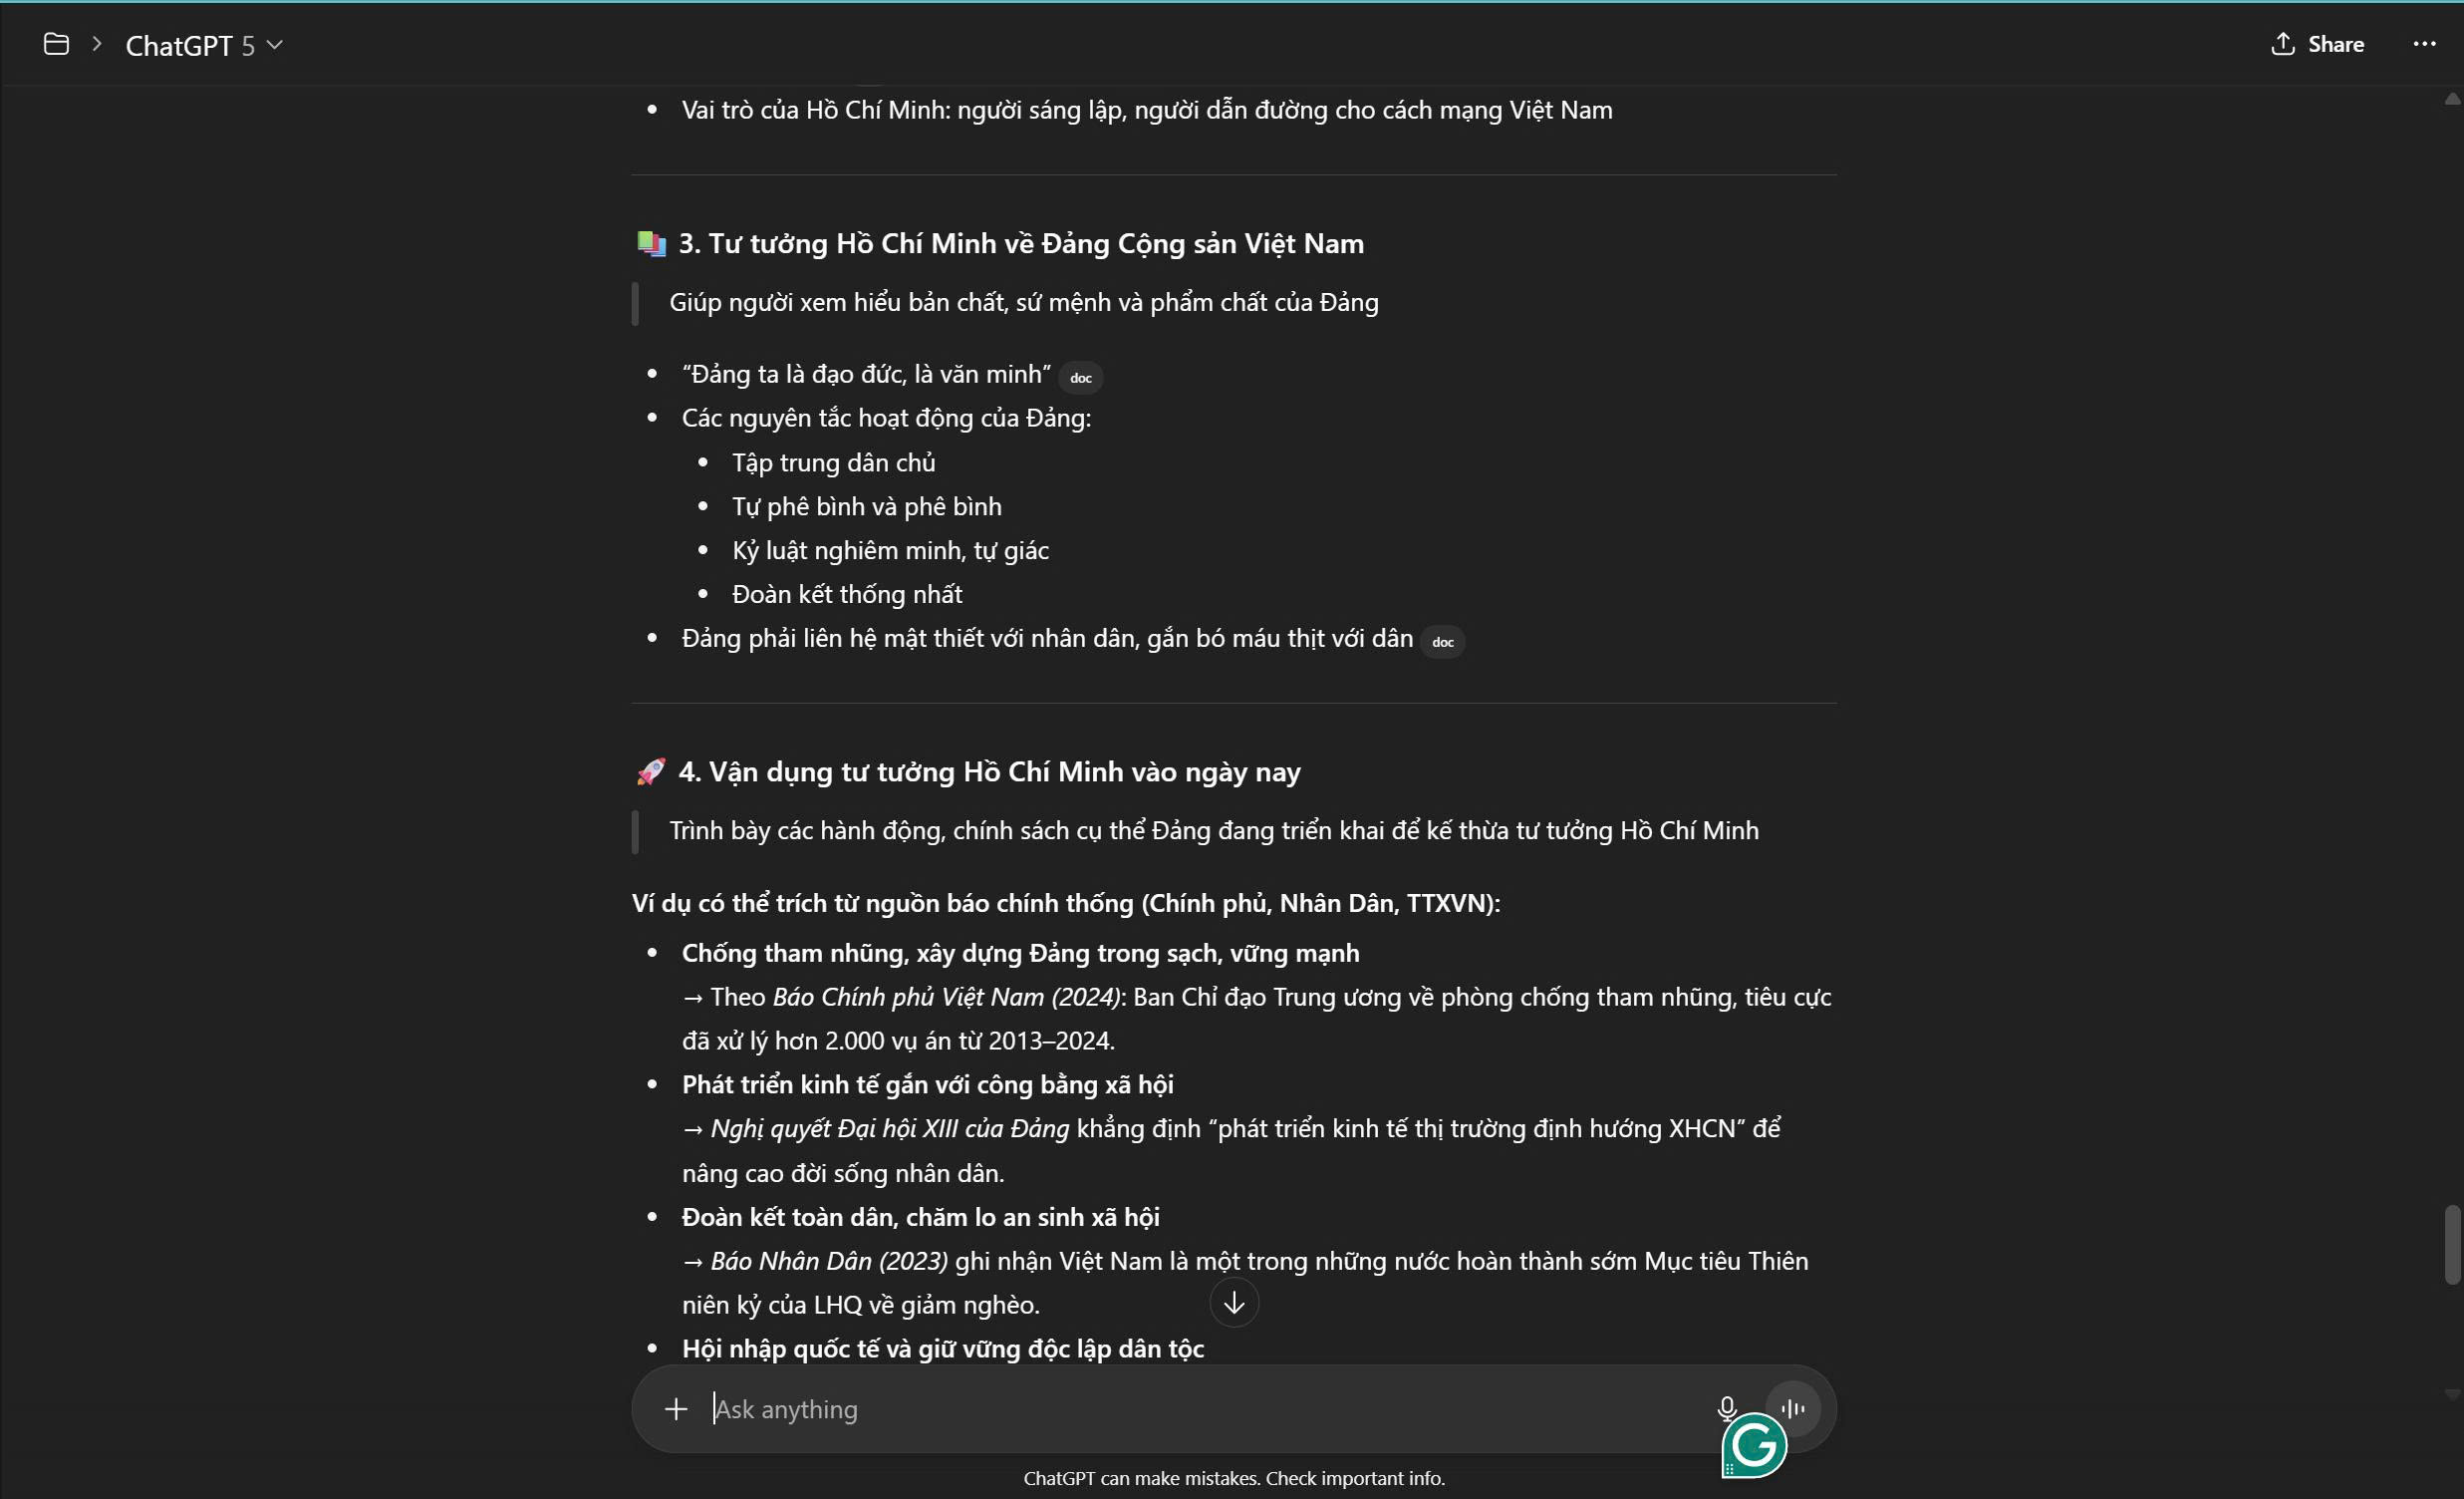 ChatGPT 5
Share
Vai trò của Hồ Chí Minh: người sáng lập, người dẫn đường cho cách mạng Việt Nam
3. Tư tưởng Hồ Chí Minh về Đảng Cộng sản Việt Nam
Giúp người xem hiểu bản chất, sứ mệnh và phẩm chất của Đảng
“Đảng ta là đạo đức, là văn minh” doc
Các nguyên tắc hoạt động của Đảng:
Tập trung dân chủ
Tự phê bình và phê bình
Kỷ luật nghiêm minh, tự giác
Đoàn kết thống nhất
Đảng phải liên hệ mật thiết với nhân dân, gắn bó máu thịt với dân doc
4. Vận dụng tư tưởng Hồ Chí Minh vào ngày nay
Trình bày các hành động, chính sách cụ thể Đảng đang triển khai để kế thừa tư tưởng Hồ Chí Minh
Ví dụ có thể trích từ nguồn báo chính thống (Chính phủ, Nhân Dân, TTXVN):
Chống tham nhũng, xây dựng Đảng trong sạch, vững mạnh
→ Theo Báo Chính phủ Việt Nam (2024): Ban Chỉ đạo Trung ương về phòng chống tham nhũng, tiêu cực
đã xử lý hơn 2.000 vụ án từ 2013–2024.
Phát triển kinh tế gắn với công bằng xã hội
→ Nghị quyết Đại hội XIII của Đảng khẳng định “phát triển kinh tế thị trường định hướng XHCN” để
nâng cao đời sống nhân dân.
Đoàn kết toàn dân, chăm lo an sinh xã hội
→ Báo Nhân Dân (2023) ghi nhận Việt Nam là một trong những nước hoàn thành sớm Mục tiêu Thiên
niên kỷ của LHQ về giảm nghèo.
Hội nhập quốc tế và giữ vững độc lập dân tộc
Ask anything
G
ChatGPT can make mistakes. Check important info.